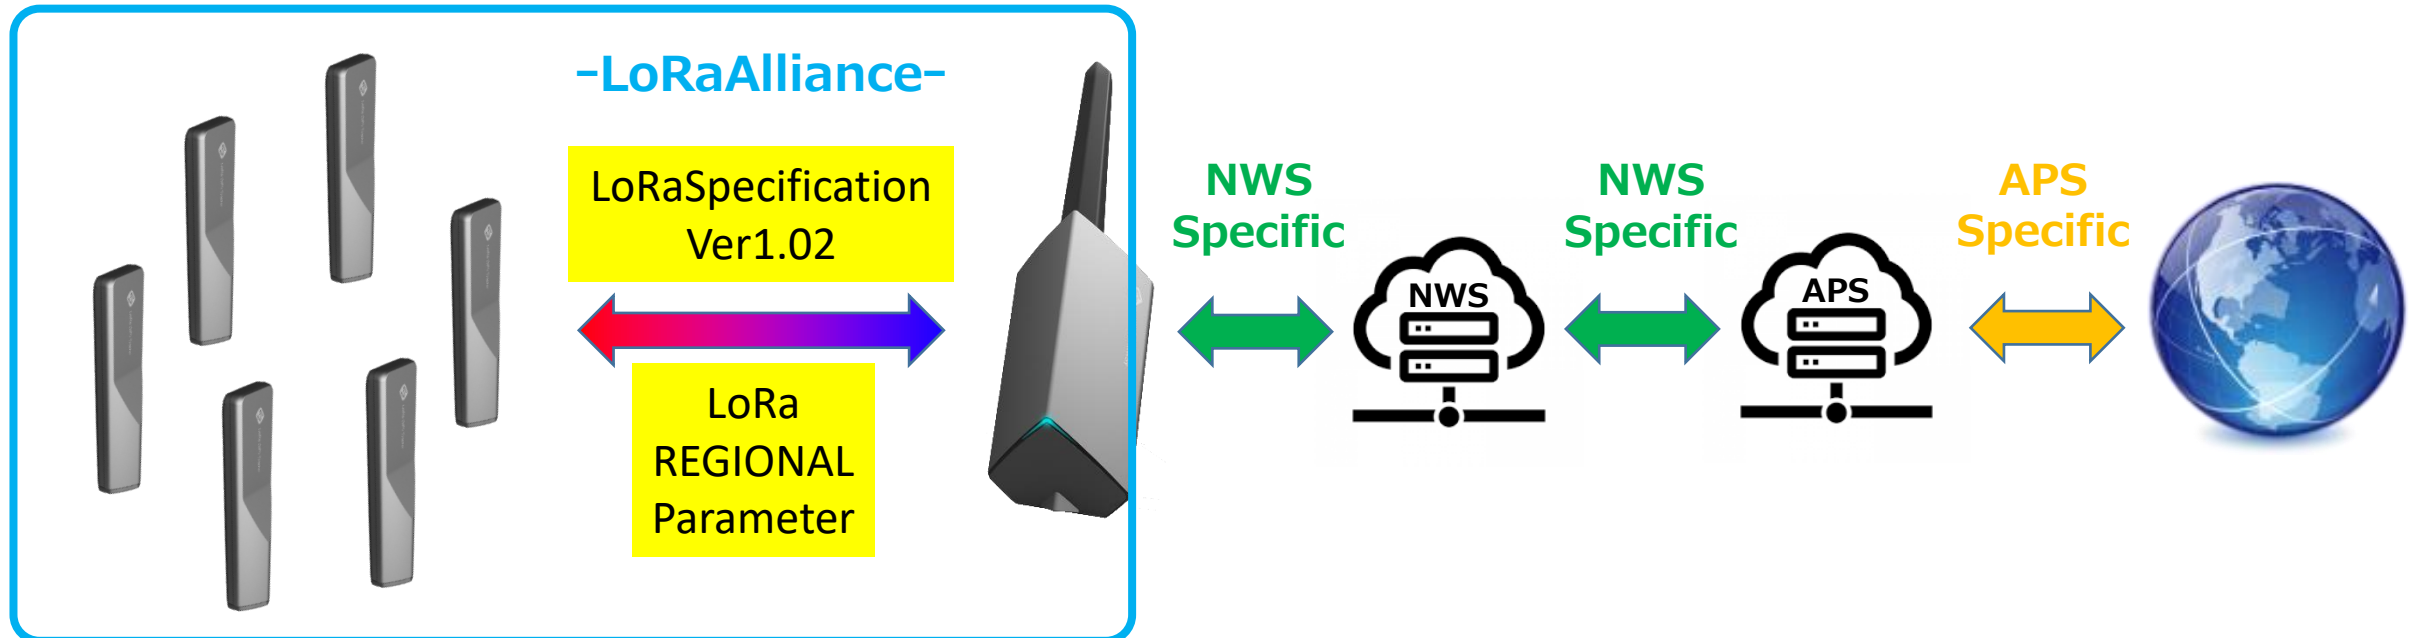 -LoRaAlliance-
LoRaSpecification
Ver1.02
LoRa
REGIONAL
Parameter
NWS
Specific
NWS
NWS
Specific
APS
APS
Specific